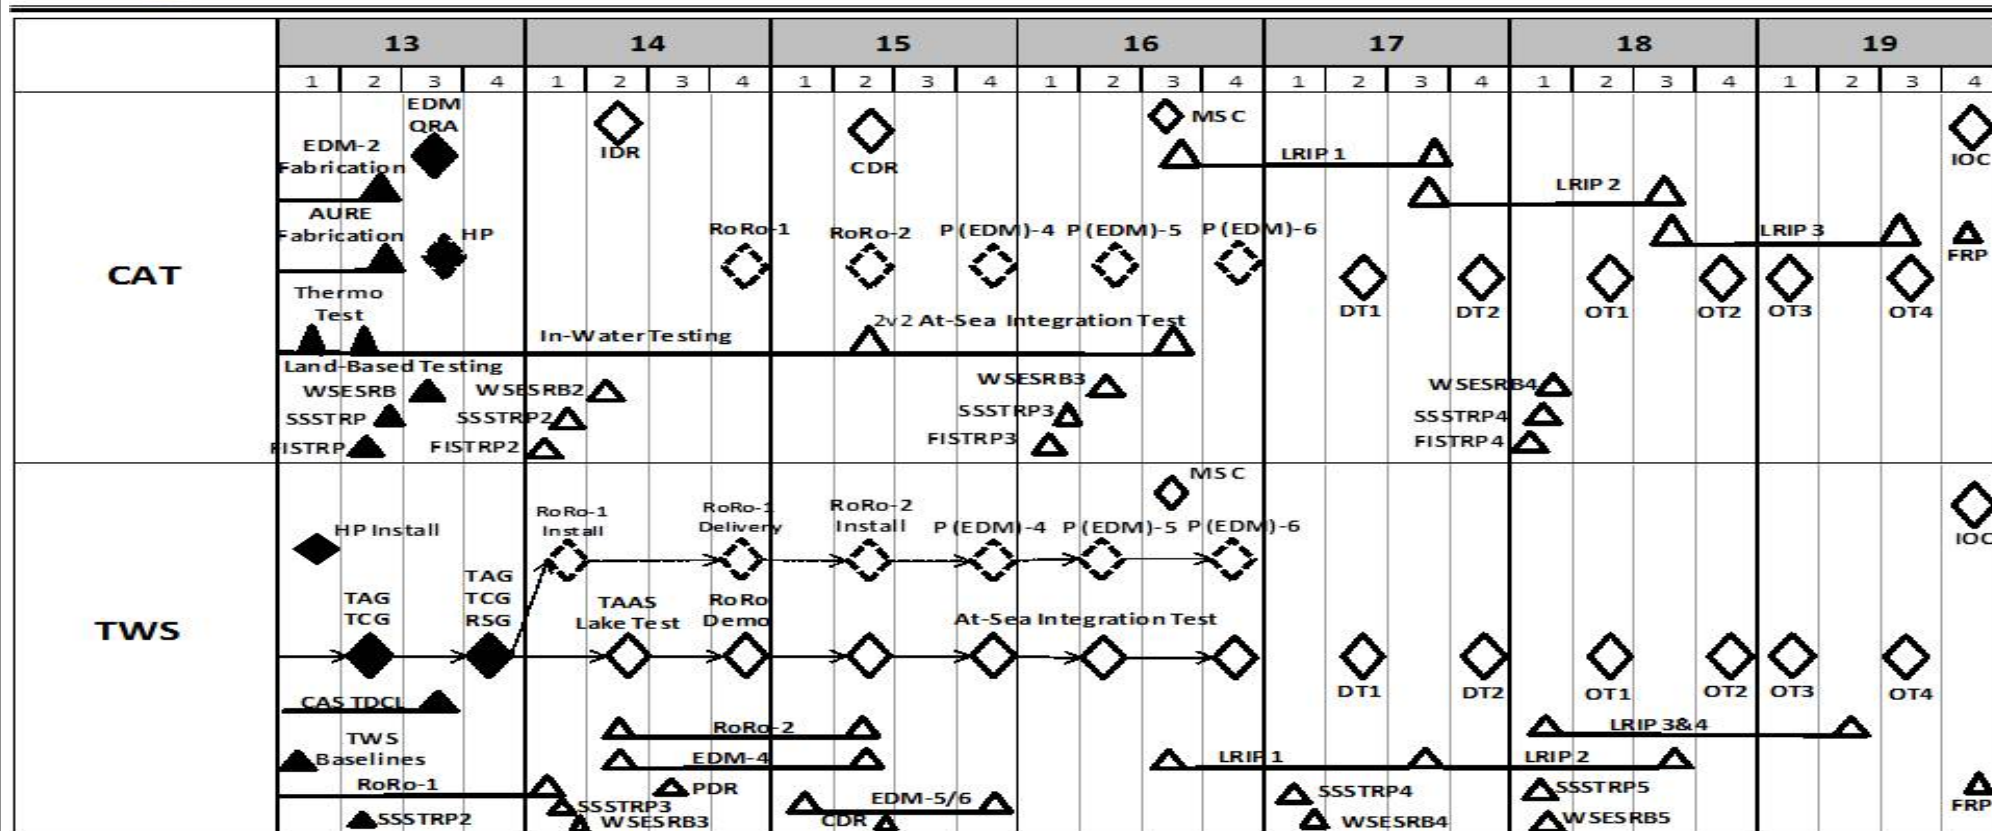 13 14 15 16 17 18 19
1 2 3 4 1 2 3 4 1 2 3 4 1 2 3 4 1 2 3 4 1 2 3 4 1 2 3 4
CAT
EDM
QRA
EDM-2
Fabrication
IDR
CDR
MSC
LRIP 1
LRIP 2
LRIP 3
IOC
FRP
AURE
Fabrication
HP
RoRo-1
RoRo-2
P(EDM)-4
P(EDM)-5
P(EDM)-6
DT1
DT2
OT1
OT2
OT3
OT4
Thermo
Test
In-Water Testing
2v2 At-Sea Integration Test
Land-Based Testing
WSESRB
WSESRB2
WSESRB3
WSESRB4
SSSTRP
SSSTRP2
SSSTRP3
SSSTRP4
FISTRP
FISTRP2
FISTRP3
FISTRP4
TWS
MSC
HP Install
RoRo-1
Install
RoRo-1
Delivery
RoRo-2
Install
P(EDM)-4
P(EDM)-5
P(EDM)-6
IOC
TAG
TCG
TAG
TCG
RSG
TAAS
Lake Test
RoRo
Demo
At-Sea Integration Test
DT1
DT2
OT1
OT2
OT3
OT4
CAS TDCL
RoRo-2
LRIP 3&4
TWS
Baselines
EDM-4
LRIP 1
LRIP 2
RoRo-1
PDR
EDM-5/6
SSSTRP4
SSSTRP5
FRP
SSSTRP2
SSSTRP3
WSESRB3
CDR
WSESRB4
WSESRB5